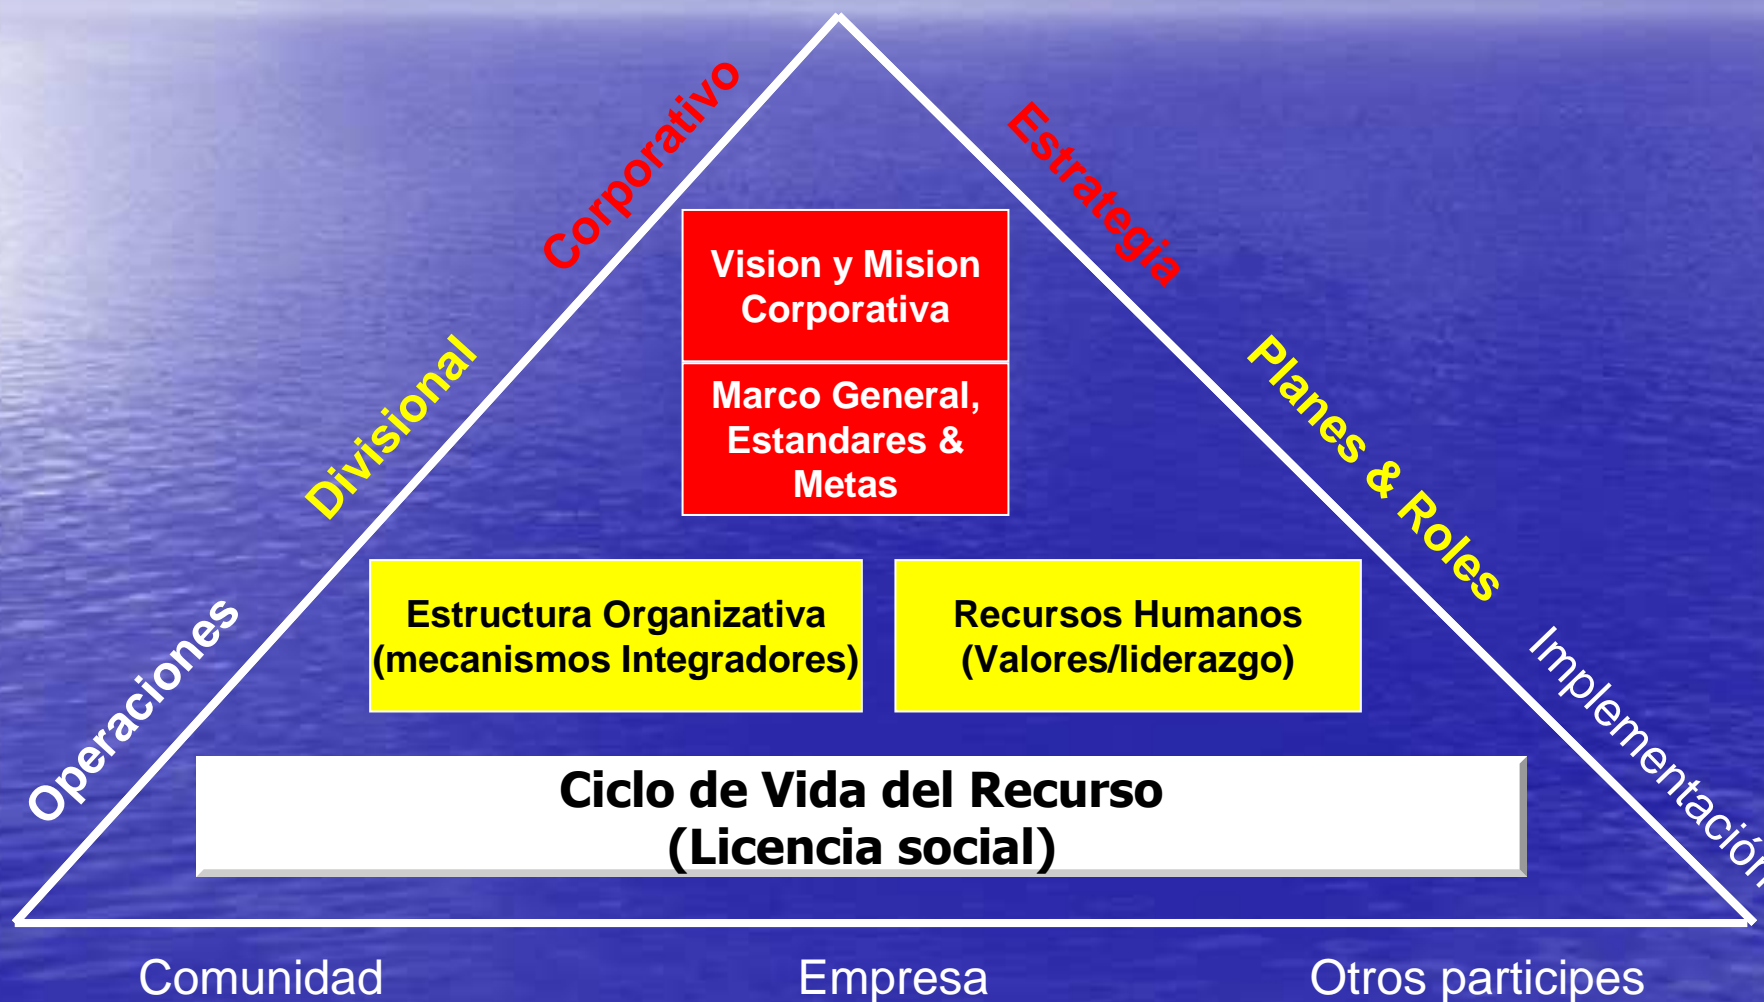 Corporativo
Estrategia
Vision y Mision
Corporativa
Marco General,
Estandares &
Metas
Divisional
Planes & Roles
Estructura Organizativa
(mecanismos Integradores)
Recursos Humanos
(Valores/liderazgo)
Operaciones
Implementación
Ciclo de Vida del Recurso
(Licencia social)
Comunidad
Empresa
Otros participes